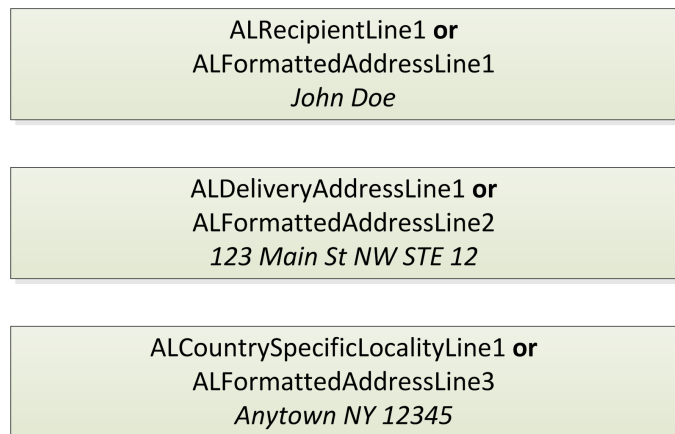 ALRecipientLine1 or
ALFormattedAddressLine1
John Doe
ALDeliveryAddressLine1 or
ALFormattedAddressLine2
123 Main St NW STE 12
ALCountrySpecificLocalityLine1 or
ALFormattedAddressLine3
Anytown NY 12345